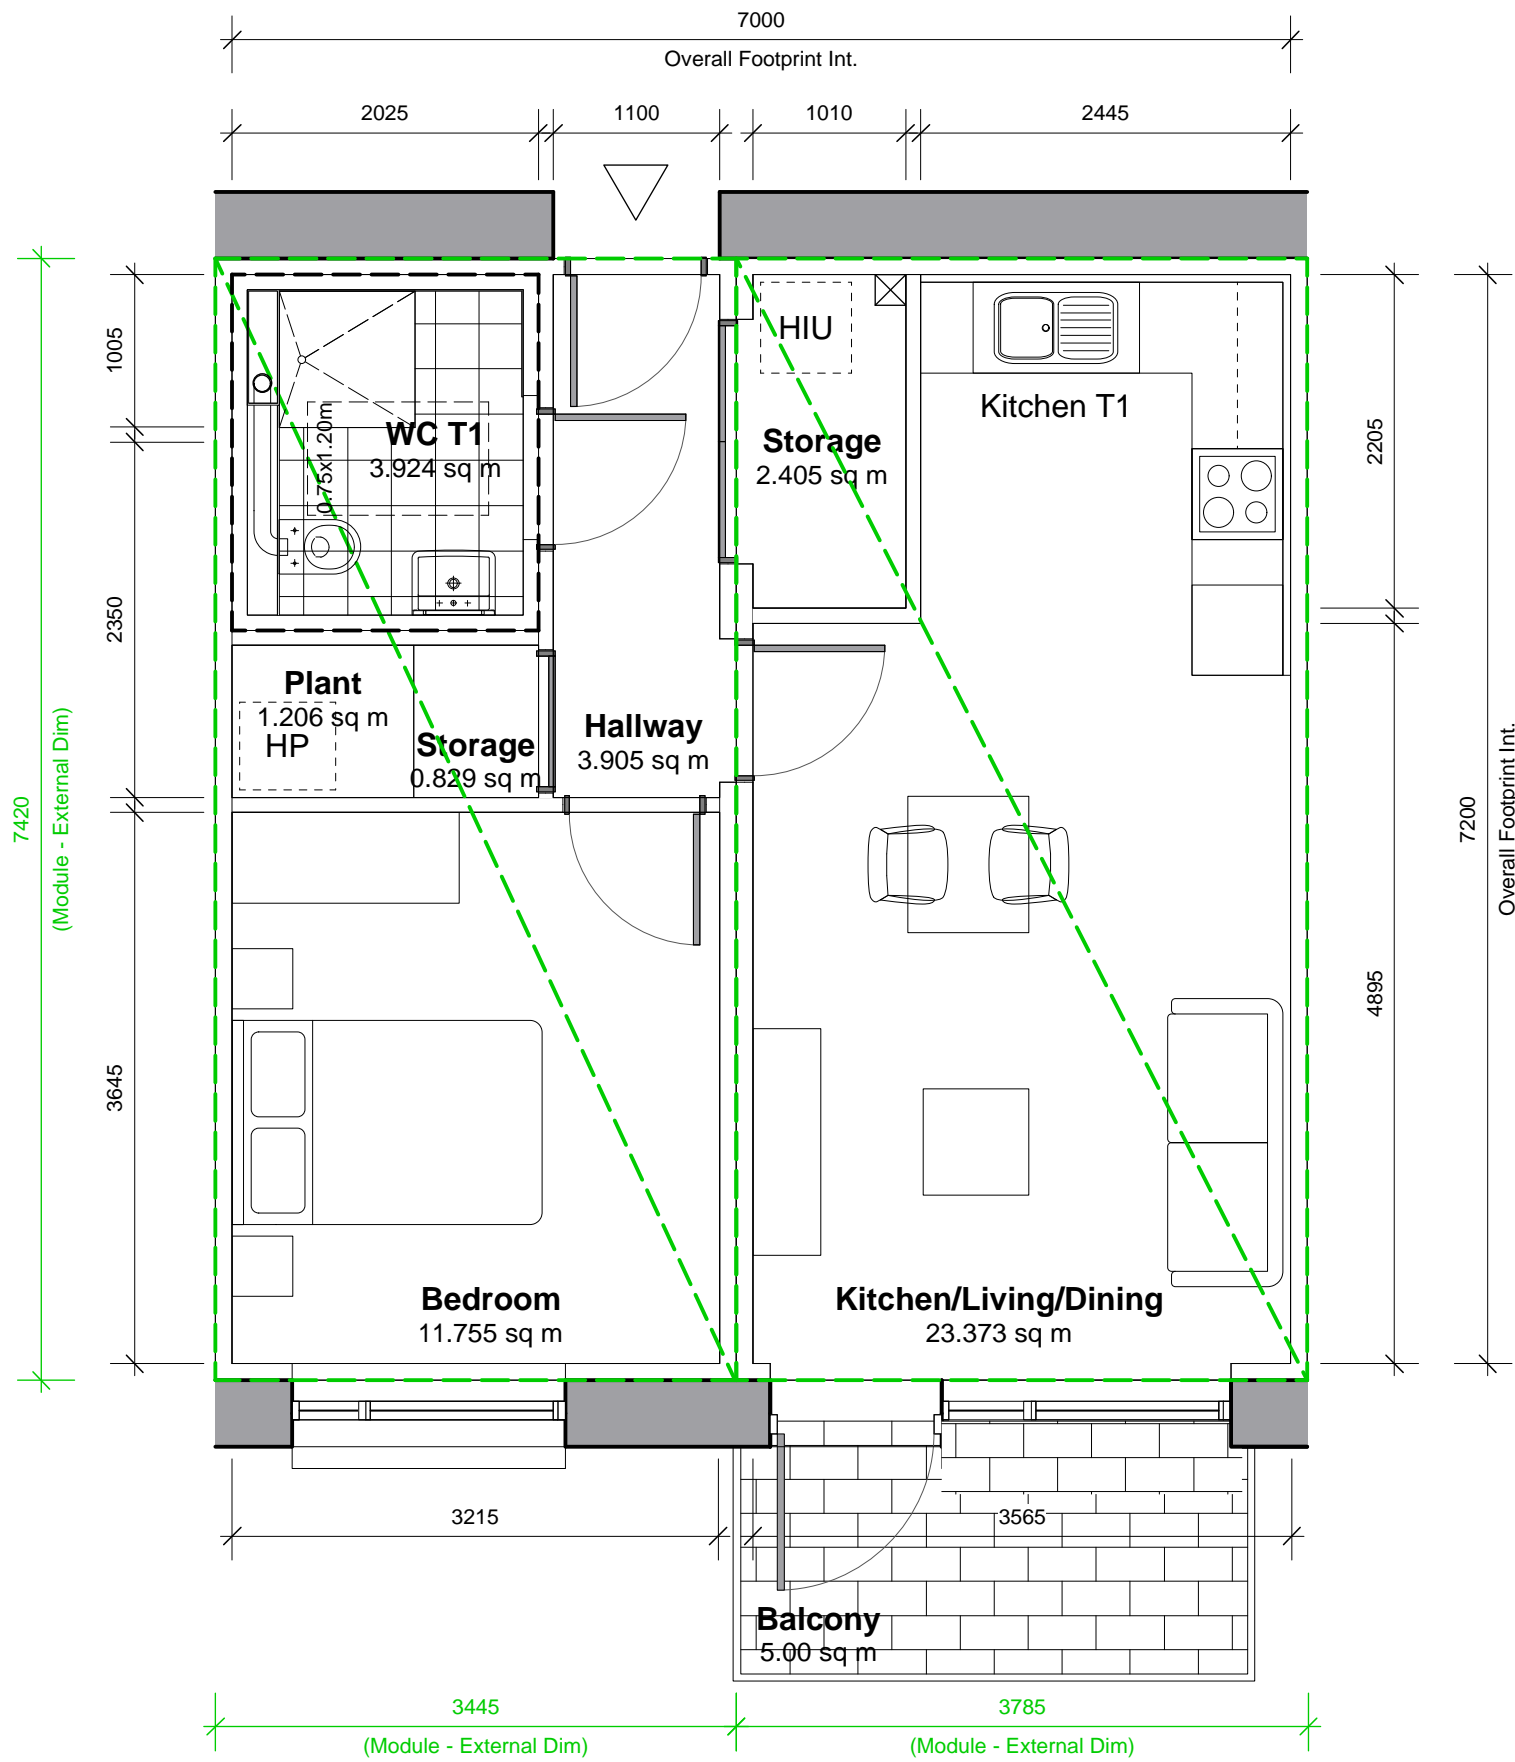 7000
Overall Footprint Int.
2025
1100
1010
2445
HIU
Kitchen T1
1005
0.75x1.20m
WC T1
3.924 sq m
Storage
2.405 sq m
2205
2350
Plant
1.206 sq m
HP
Storage
0.829 sq m
Hallway
3.905 sq m
7420
(Module - External Dim)
7200
Overall Footprint Int.
4895
3645
Bedroom
11.755 sq m
Kitchen/Living/Dining
23.373 sq m
3215
3565
Balcony
5.00 sq m
3445
(Module - External Dim)
3785
(Module - External Dim)